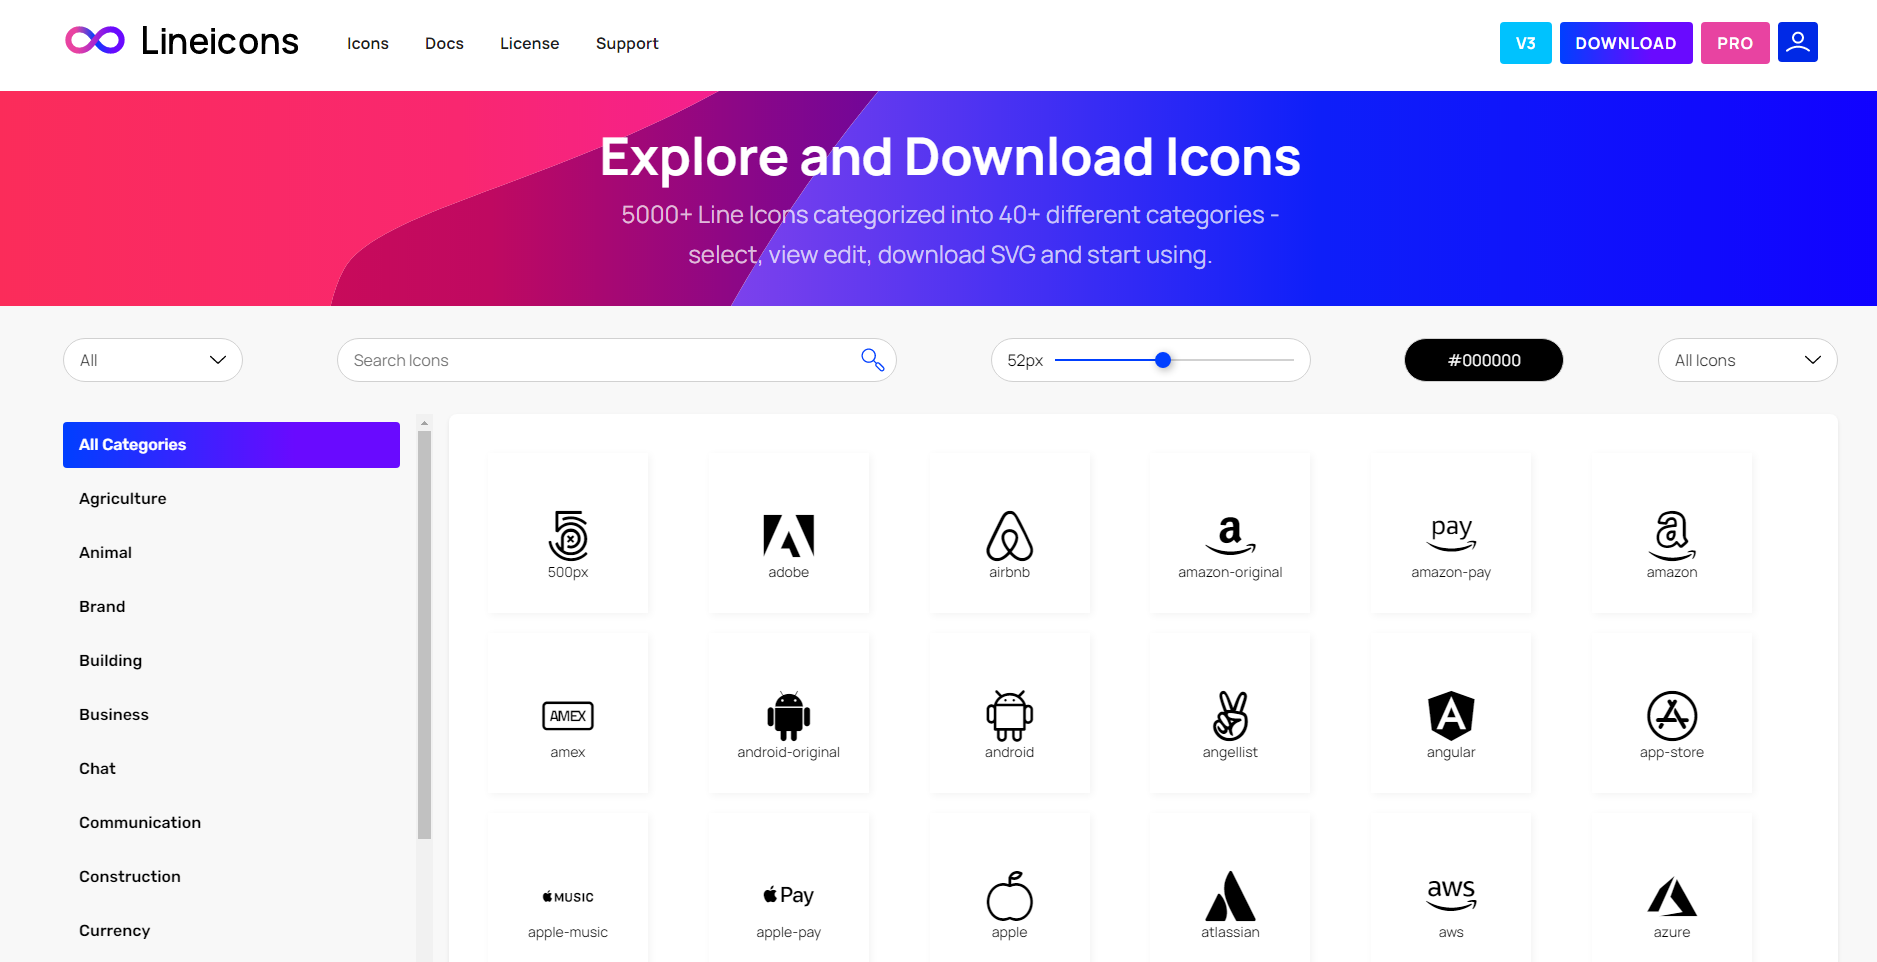 Lineicons
Icons
Docs
License
Support
V3
DOWNLOAD
PRO
Explore and Download Icons
5000+ Line Icons categorized into 40+ different categories -
select, view edit, download SVG and start using.
All
Search Icons
52px
#000000
All Icons
All Categories
Agriculture
Animal
Brand
Building
Business
Chat
Communication
Construction
Currency
5
500px
adobe
airbnb
a
amazon-original
pay
amazon-pay
a
amazon
AMEX
amex
android-original
android
angellist
A
angular
app-store
MUSIC
apple-music
Pay
apple-pay
apple
atlassian
aws
aws
azure